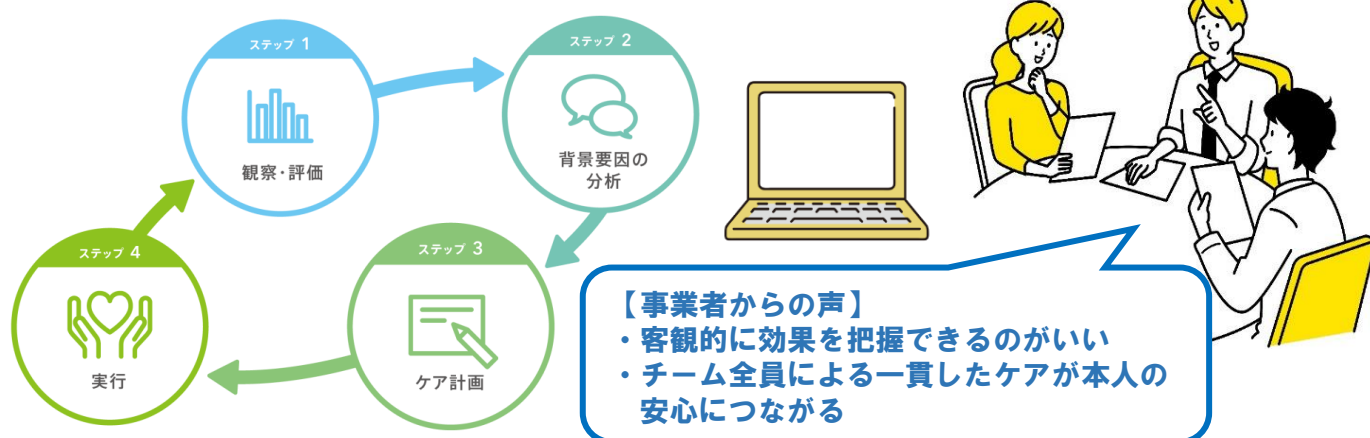 ステップ 1
観察・評価
ステップ 2
背景要因の
分析
ステップ 3
ケア計画
ステップ 4
実行
【事業者からの声】
・客観的に効果を把握できるのがいい
・チーム全員による一貫したケアが本人の
安心につながる